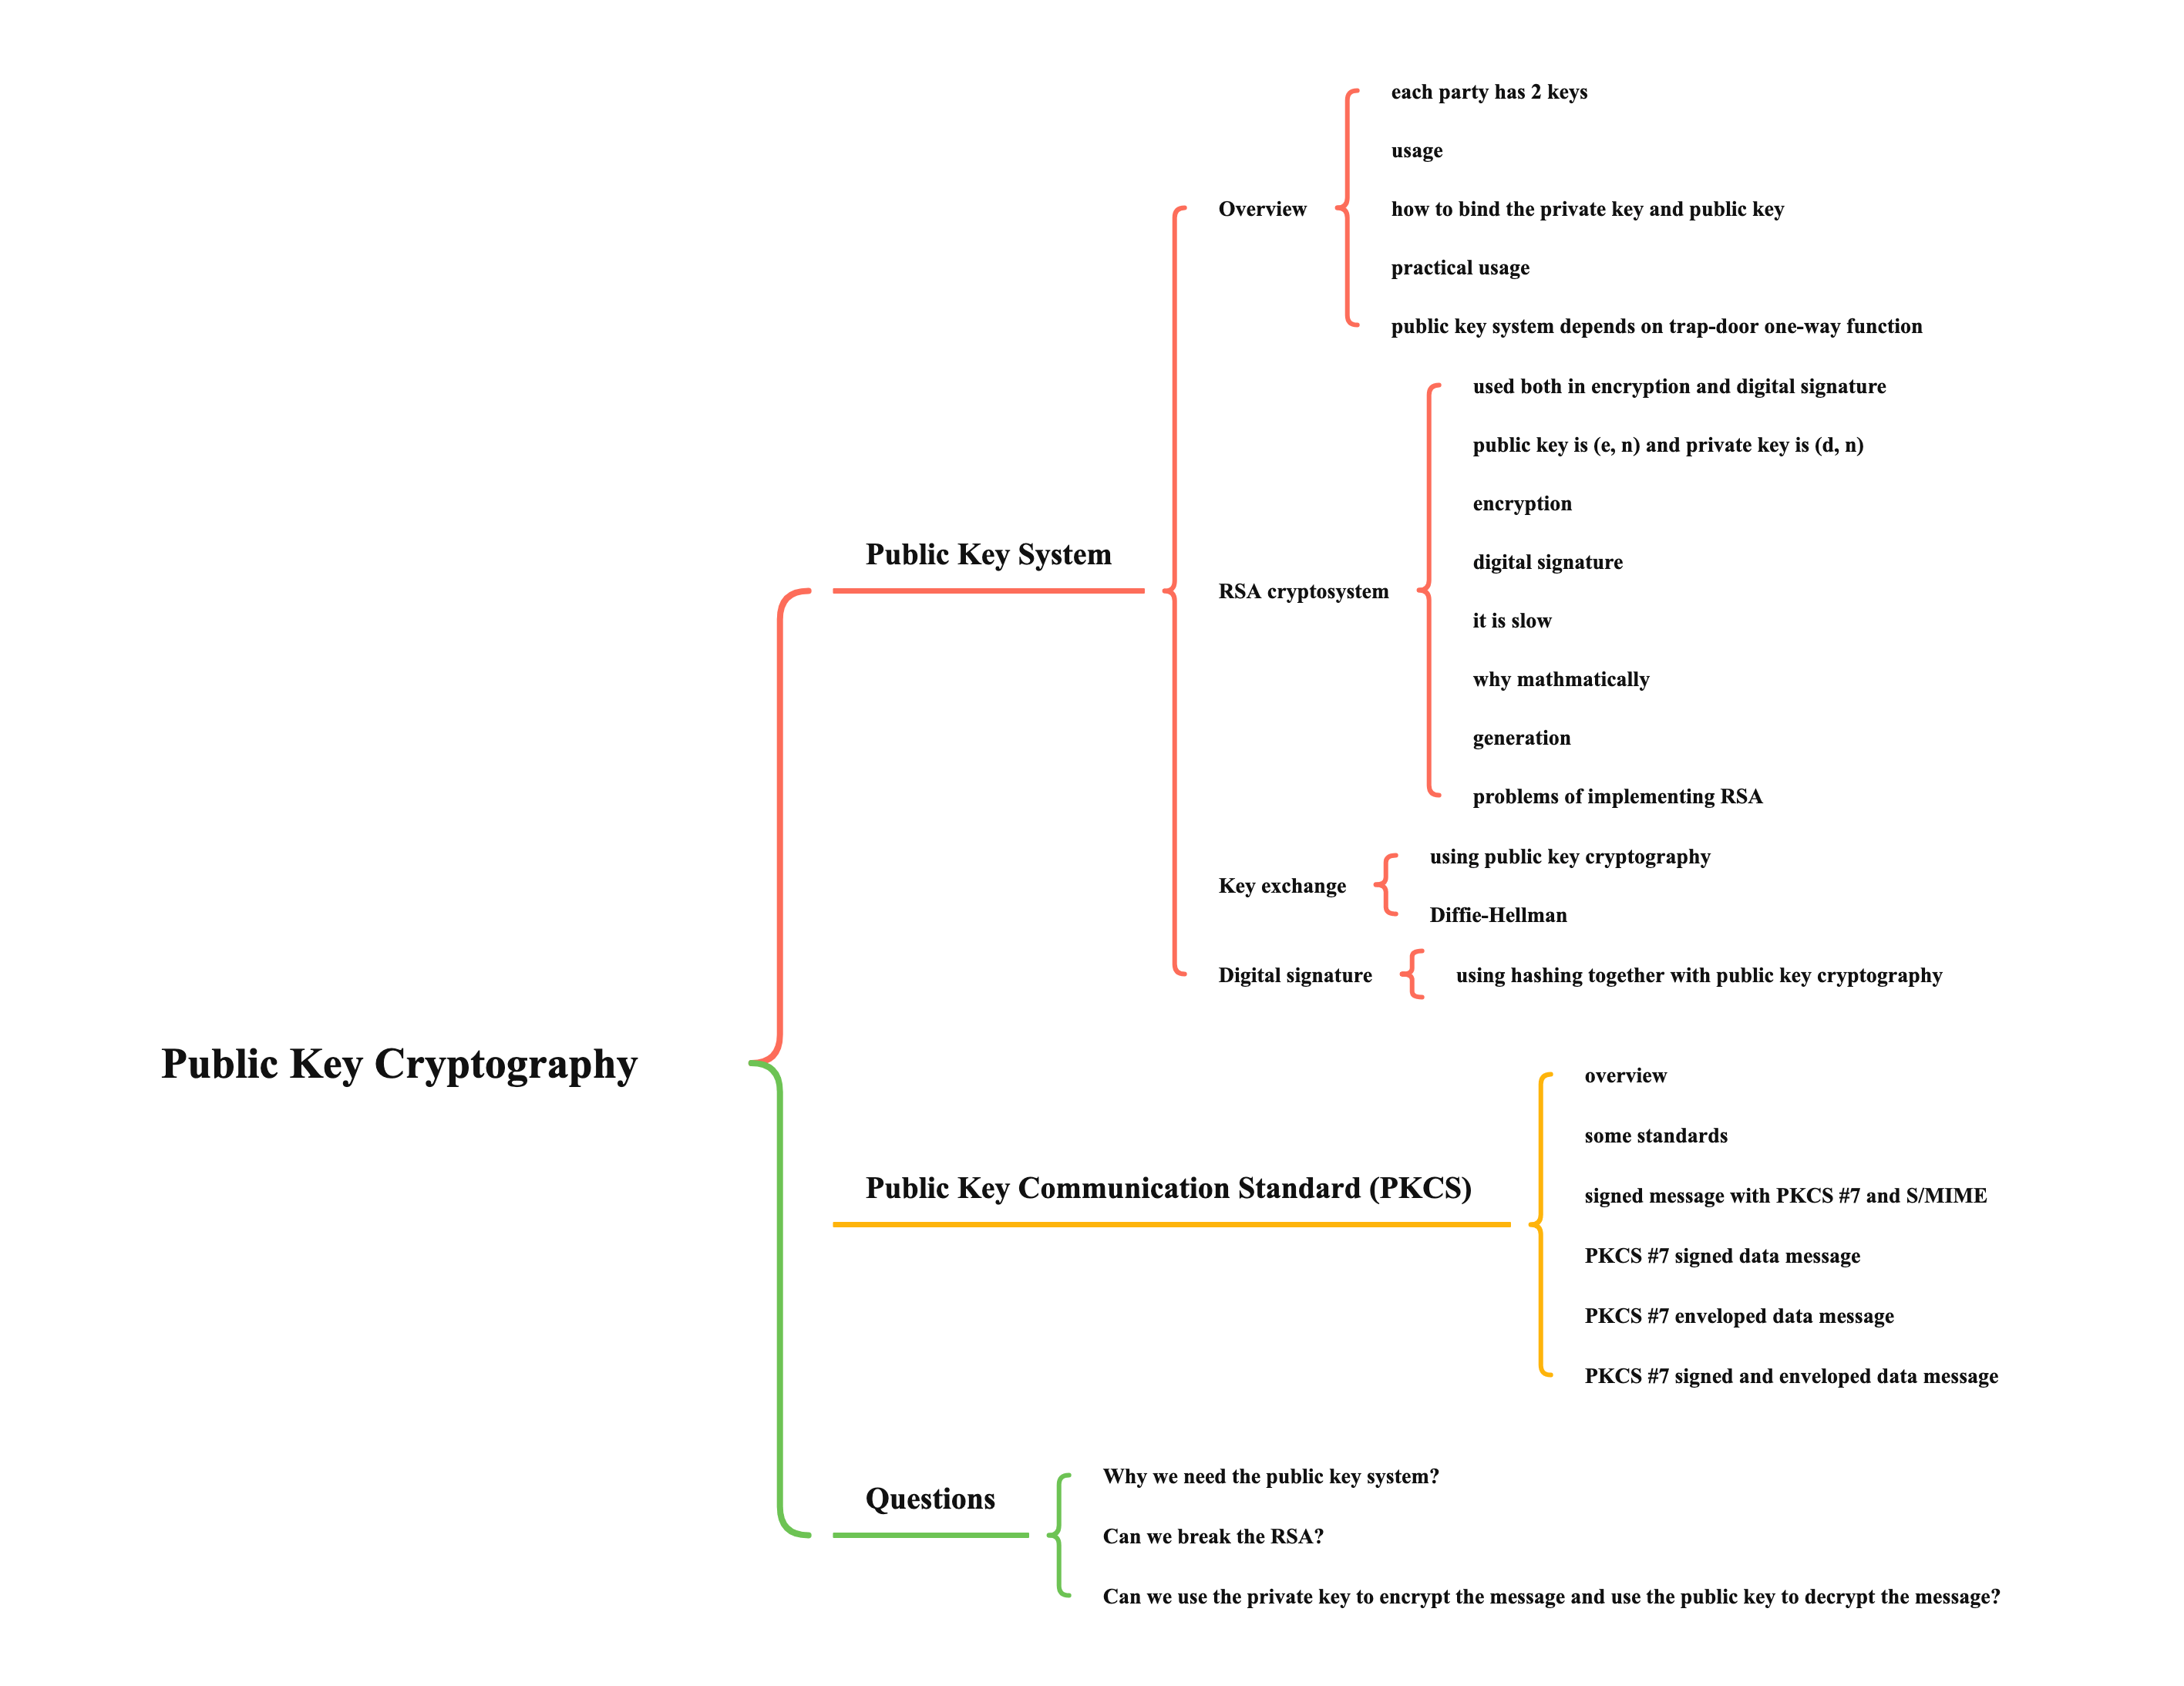 each party has 2 keys
usage
Overview
how to bind the private key and public key
practical usage
public key system depends on trap-door one-way function
used both in encryption and digital signature
public key is (e, n) and private key is (d, n)
encryption
Public Key System
digital signature
RSA cryptosystem
it is slow
why mathmatically
generation
problems of implementing RSA
using public key cryptography
Key exchange
Diffie-Hellman
Digital signature
using hashing together with public key cryptography
Public Key Cryptography
overview
some standards
Public Key Communication Standard (PKCS)
signed message with PKCS #7 and S/MIME
PKCS #7 signed data message
PKCS #7 enveloped data message
PKCS #7 signed and enveloped data message
Why we need the public key system?
Questions
Can we break the RSA?
Can we use the private key to encrypt the message and use the public key to decrypt the message?